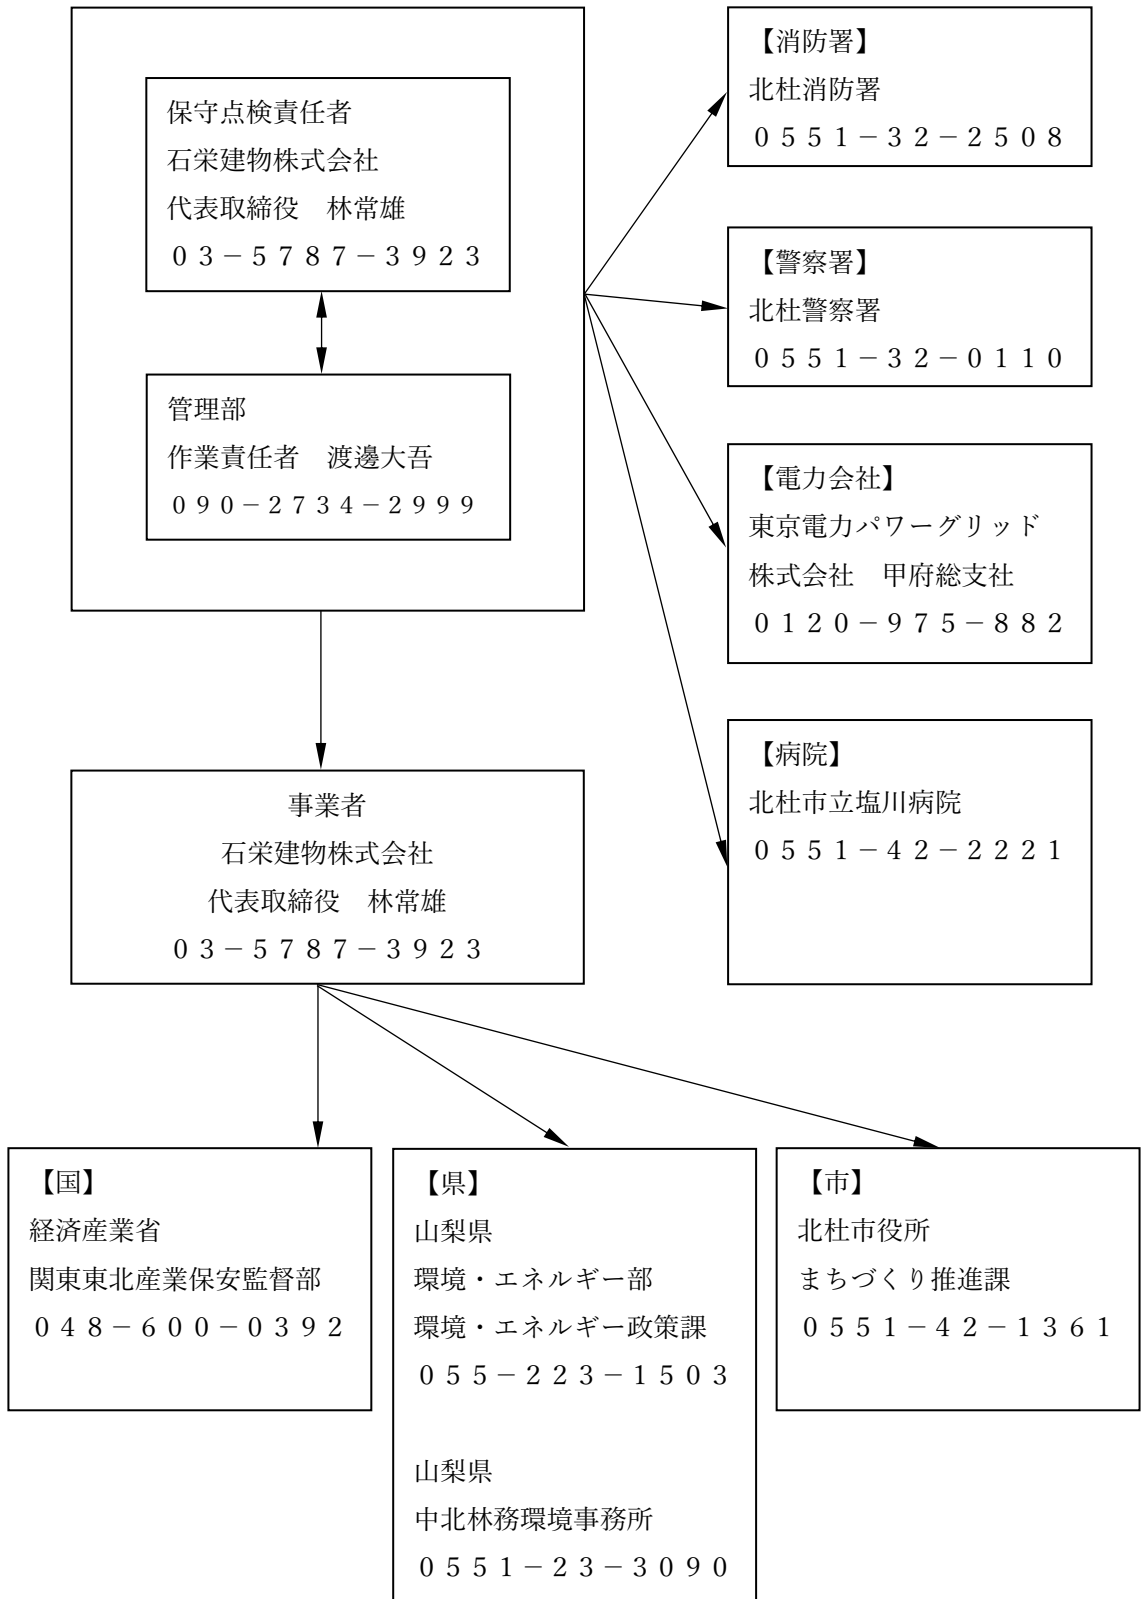 保守点検責任者
石栄建物株式会社
代表取締役　林常雄
０３－５７８７－３９２３
管理部
作業責任者　渡邊大吾
０９０－２７３４－２９９９
【消防署】
北杜消防署
０５５１－３２－２５０８
【警察署】
北杜警察署
０５５１－３２－０１１０
【電力会社】
東京電力パワーグリッド
株式会社　甲府総支社
０１２０－９７５－８８２
【病院】
北杜市立塩川病院
０５５１－４２－２２２１
事業者
石栄建物株式会社
代表取締役　林常雄
０３－５７８７－３９２３
【国】
経済産業省
関東東北産業保安監督部
０４８－６００－０３９２
【県】
山梨県
環境・エネルギー部
環境・エネルギー政策課
０５５－２２３－１５０３
山梨県
中北林務環境事務所
０５５１－２３－３０９０
【市】
北杜市役所
まちづくり推進課
０５５１－４２－１３６１